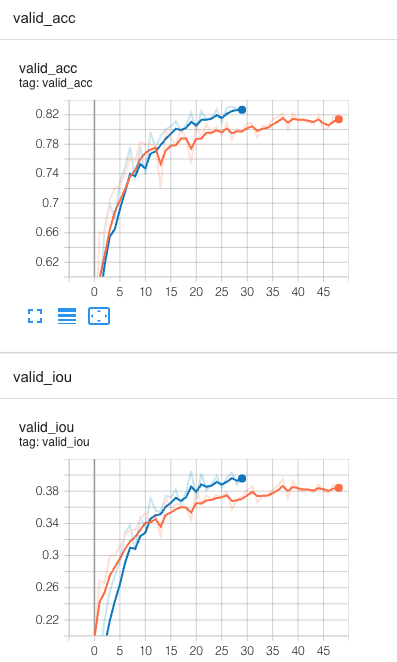 valid_acc
valid_acc
tag: valid_acc
0.82
0.78
0.74
0.7
0.66
0.62
0 5 10 15 20 25 30 35 40 45
valid_iou
valid_iou
tag: valid_iou
0.38
0.34
0.3
0.26
0.22
0 5 10 15 20 25 30 35 40 45